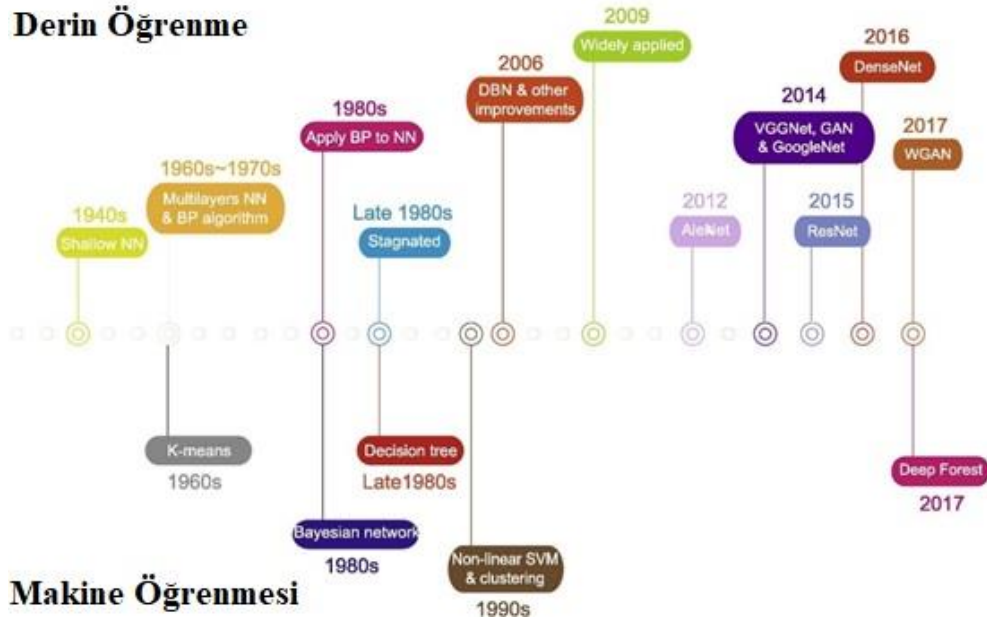 Derin Öğrenme
1940s
Shallow NN
1960s~1970s
Multilayers NN
& BP algorithm
1980s
Apply BP to NN
Late 1980s
Stagnated
2006
DBN & other
improvements
2009
Widely applied
2012
AleNet
2014
VGGNet, GAN
& GoogleNet
2015
ResNet
2016
DenseNet
2017
WGAN
K-means
1960s
Bayesian network
1980s
Decision tree
Late1980s
Non-linear SVM
& clustering
1990s
Deep Forest
2017
Makine Öğrenmesi